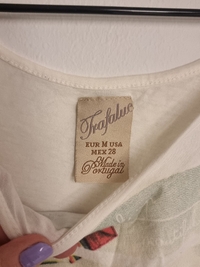 Trafaluc
EUR M USA
MEX 28
Made in
Portugal